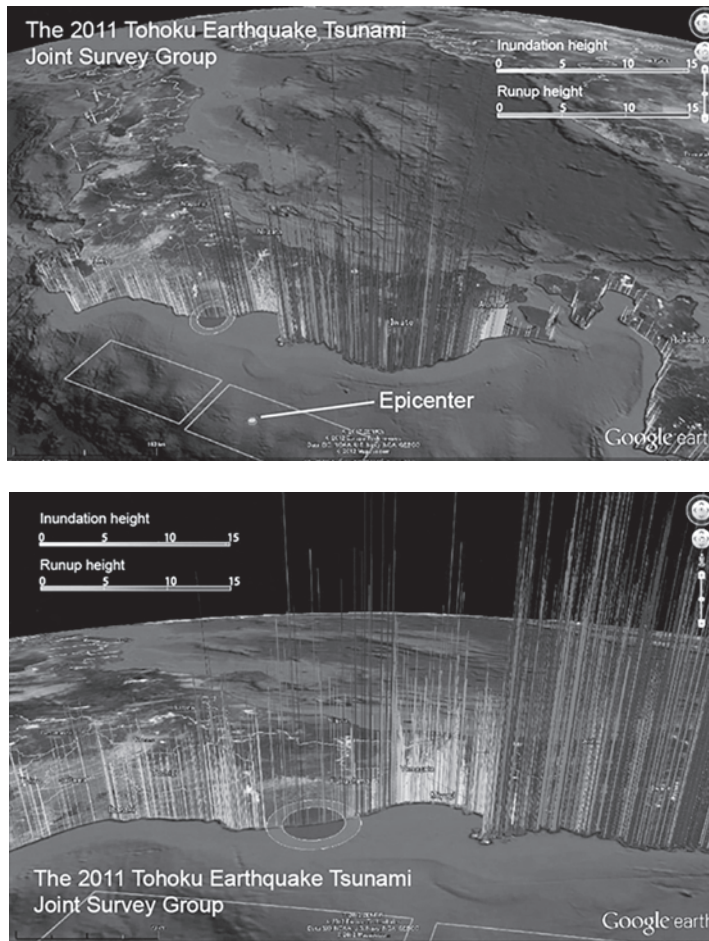 The 2011 Tohoku Earthquake Tsunami
Joint Survey Group
Inundation height
0 5 10 15
Runup height
0 5 10 15
Iwate
Epicenter
Google earth
Inundation height
0 5 10 15
Runup height
0 5 10 15
The 2011 Tohoku Earthquake Tsunami
Joint Survey Group
Google earth